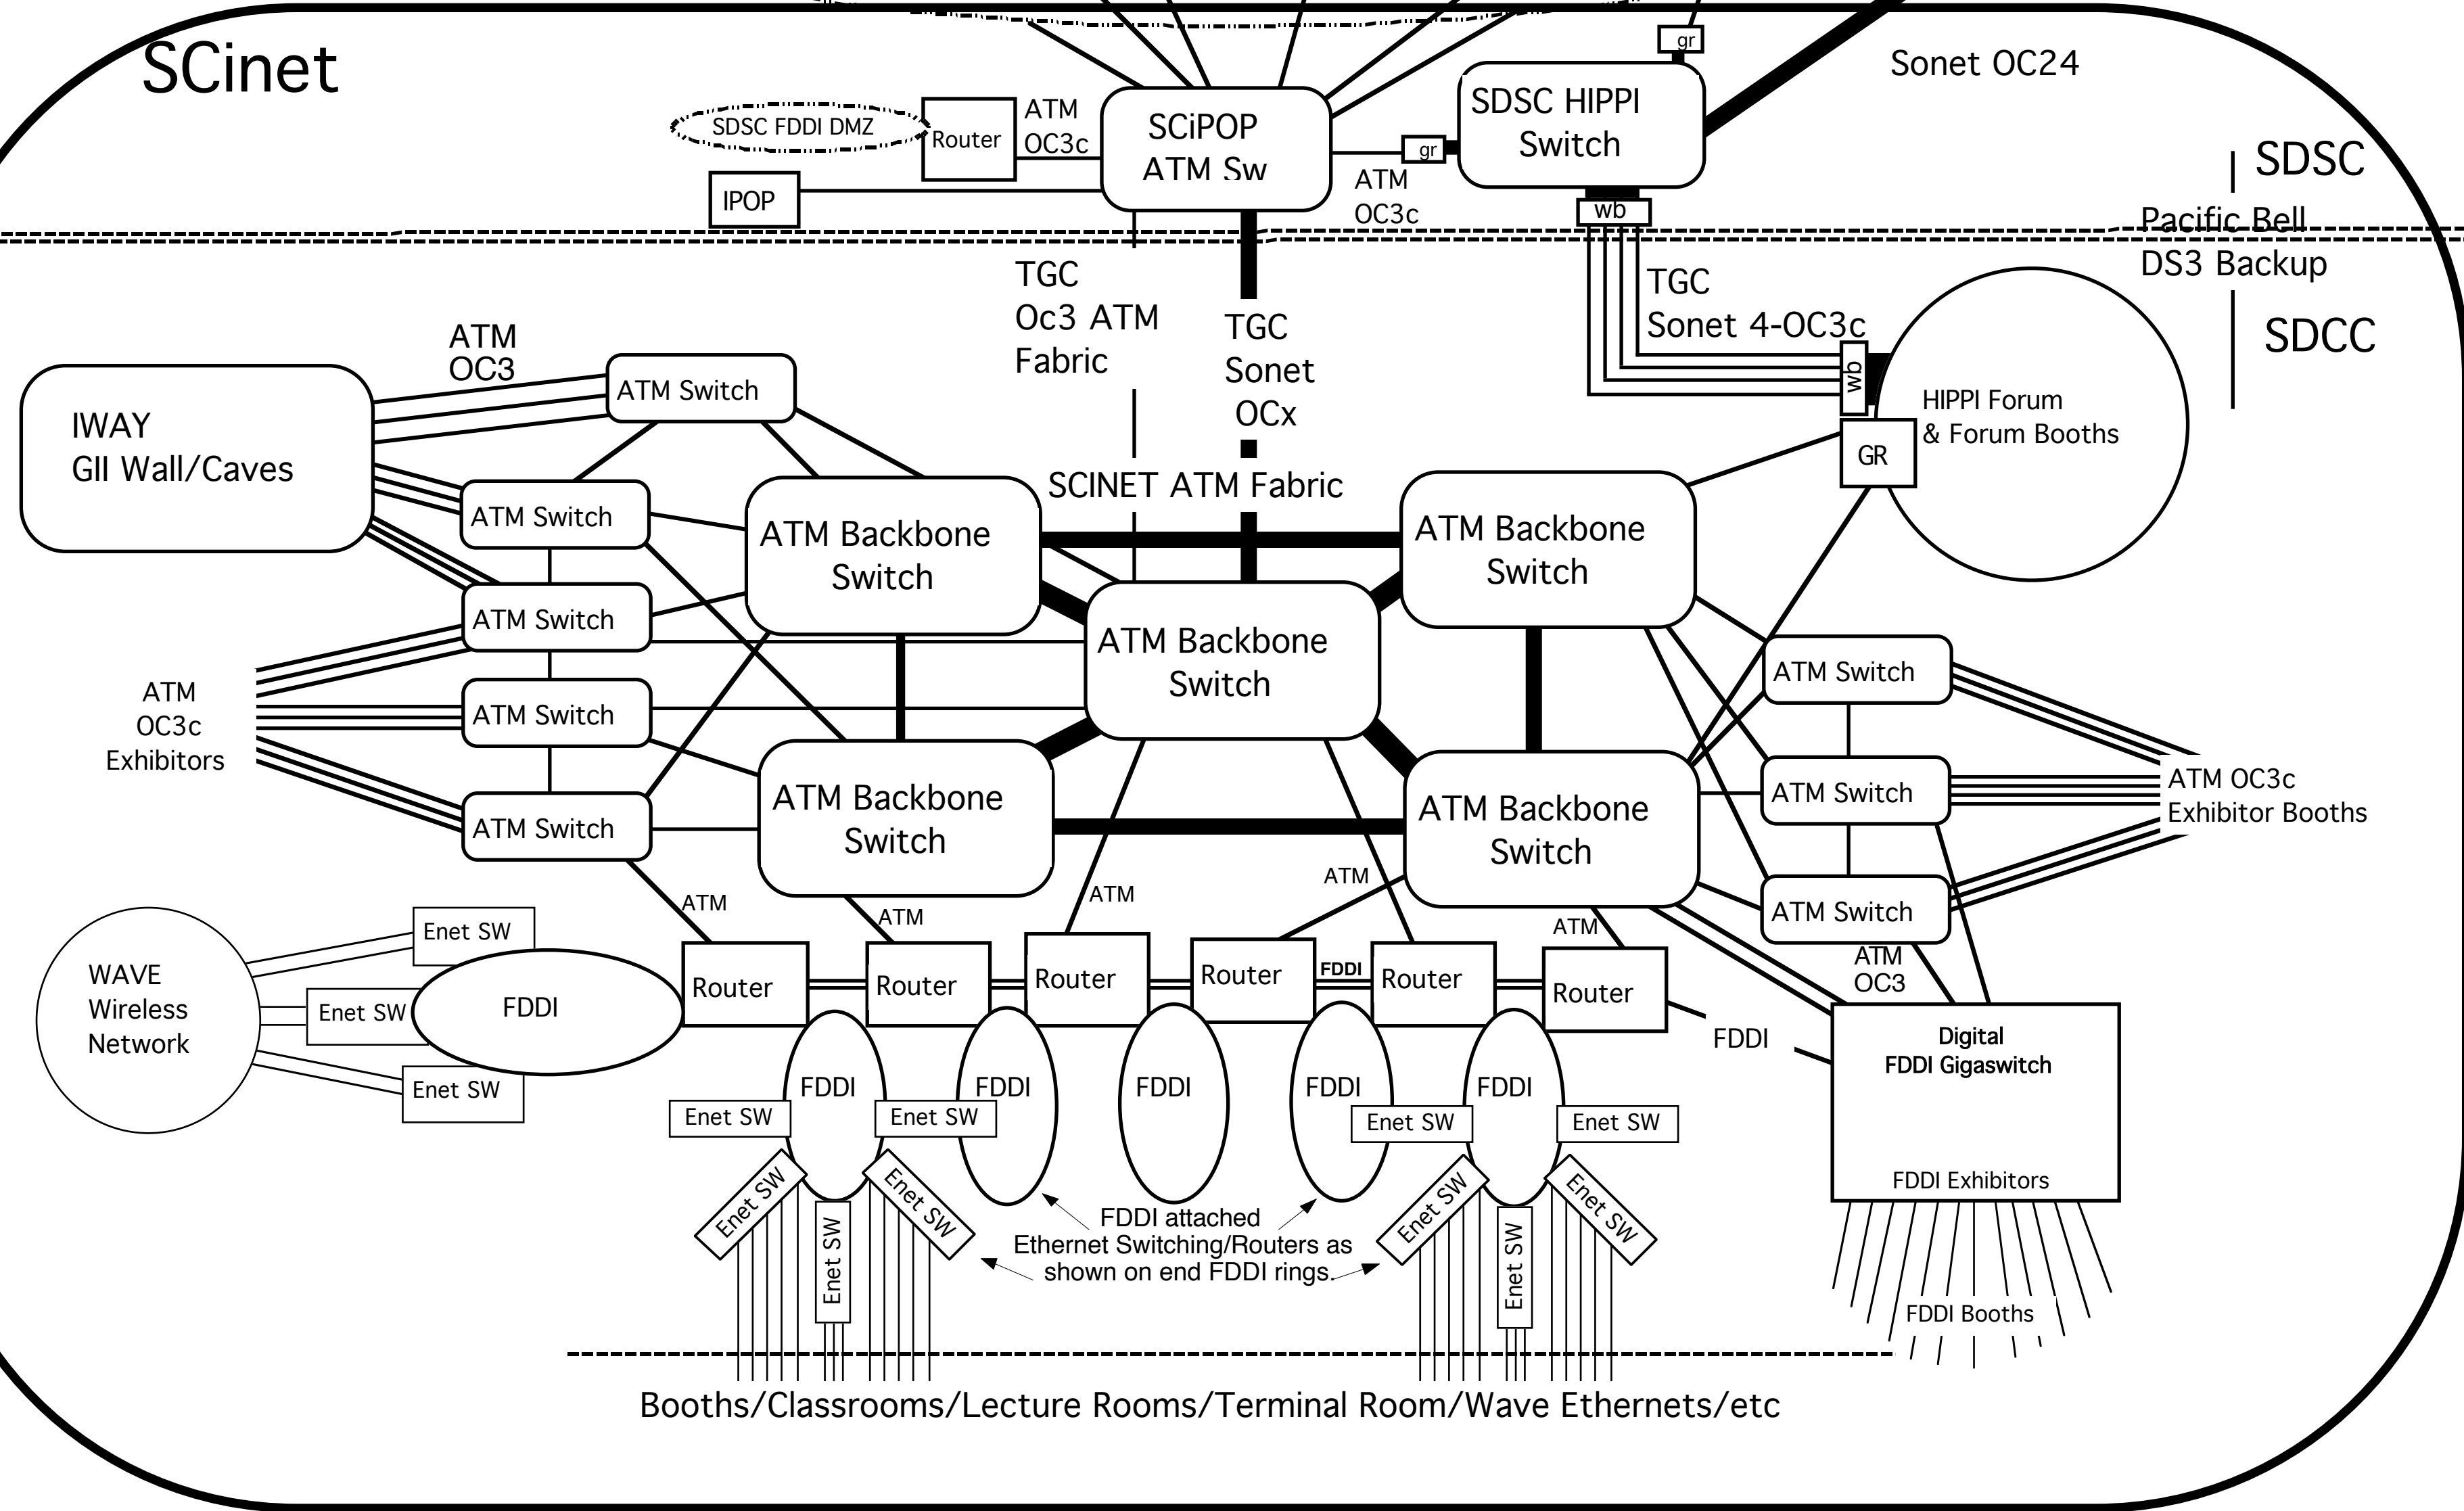 SCinet
gr
Sonet OC24
SDSC FDDI DMZ
Router
ATM
OC3c
SCiPOP
ATM Sw
gr
SDSC HIPPI
Switch
SDSC
IPOP
ATM
OC3c
wb
Pacific Bell
DS3 Backup
SDCC
TGC
Oc3 ATM
Fabric
TGC
Sonet
OCx
TGC
Sonet 4-OC3c
wb
HIPPI Forum
& Forum Booths
GR
ATM
OC3
ATM Switch
IWAY
GII Wall/Caves
SCINET ATM Fabric
ATM Switch
ATM Backbone
Switch
ATM Backbone
Switch
ATM Switch
ATM Backbone
Switch
ATM Switch
ATM
OC3c
Exhibitors
ATM Switch
ATM Switch
ATM OC3c
Exhibitor Booths
ATM Switch
ATM Backbone
Switch
ATM Backbone
Switch
ATM Switch
ATM
ATM
ATM
ATM
ATM
ATM
OC3
WAVE
Wireless
Network
Enet SW
Enet SW
Enet SW
FDDI
Router
Router
Router
Router
FDDI
Router
Router
FDDI
Digital
FDDI Gigaswitch
FDDI Exhibitors
FDDI
FDDI
FDDI
FDDI
FDDI
Enet SW
Enet SW
Enet SW
Enet SW
Enet SW
Enet SW
Enet SW
Enet SW
Enet SW
Enet SW
FDDI attached
Ethernet Switching/Routers as
shown on end FDDI rings.
FDDI Booths
Booths/Classrooms/Lecture Rooms/Terminal Room/Wave Ethernets/etc